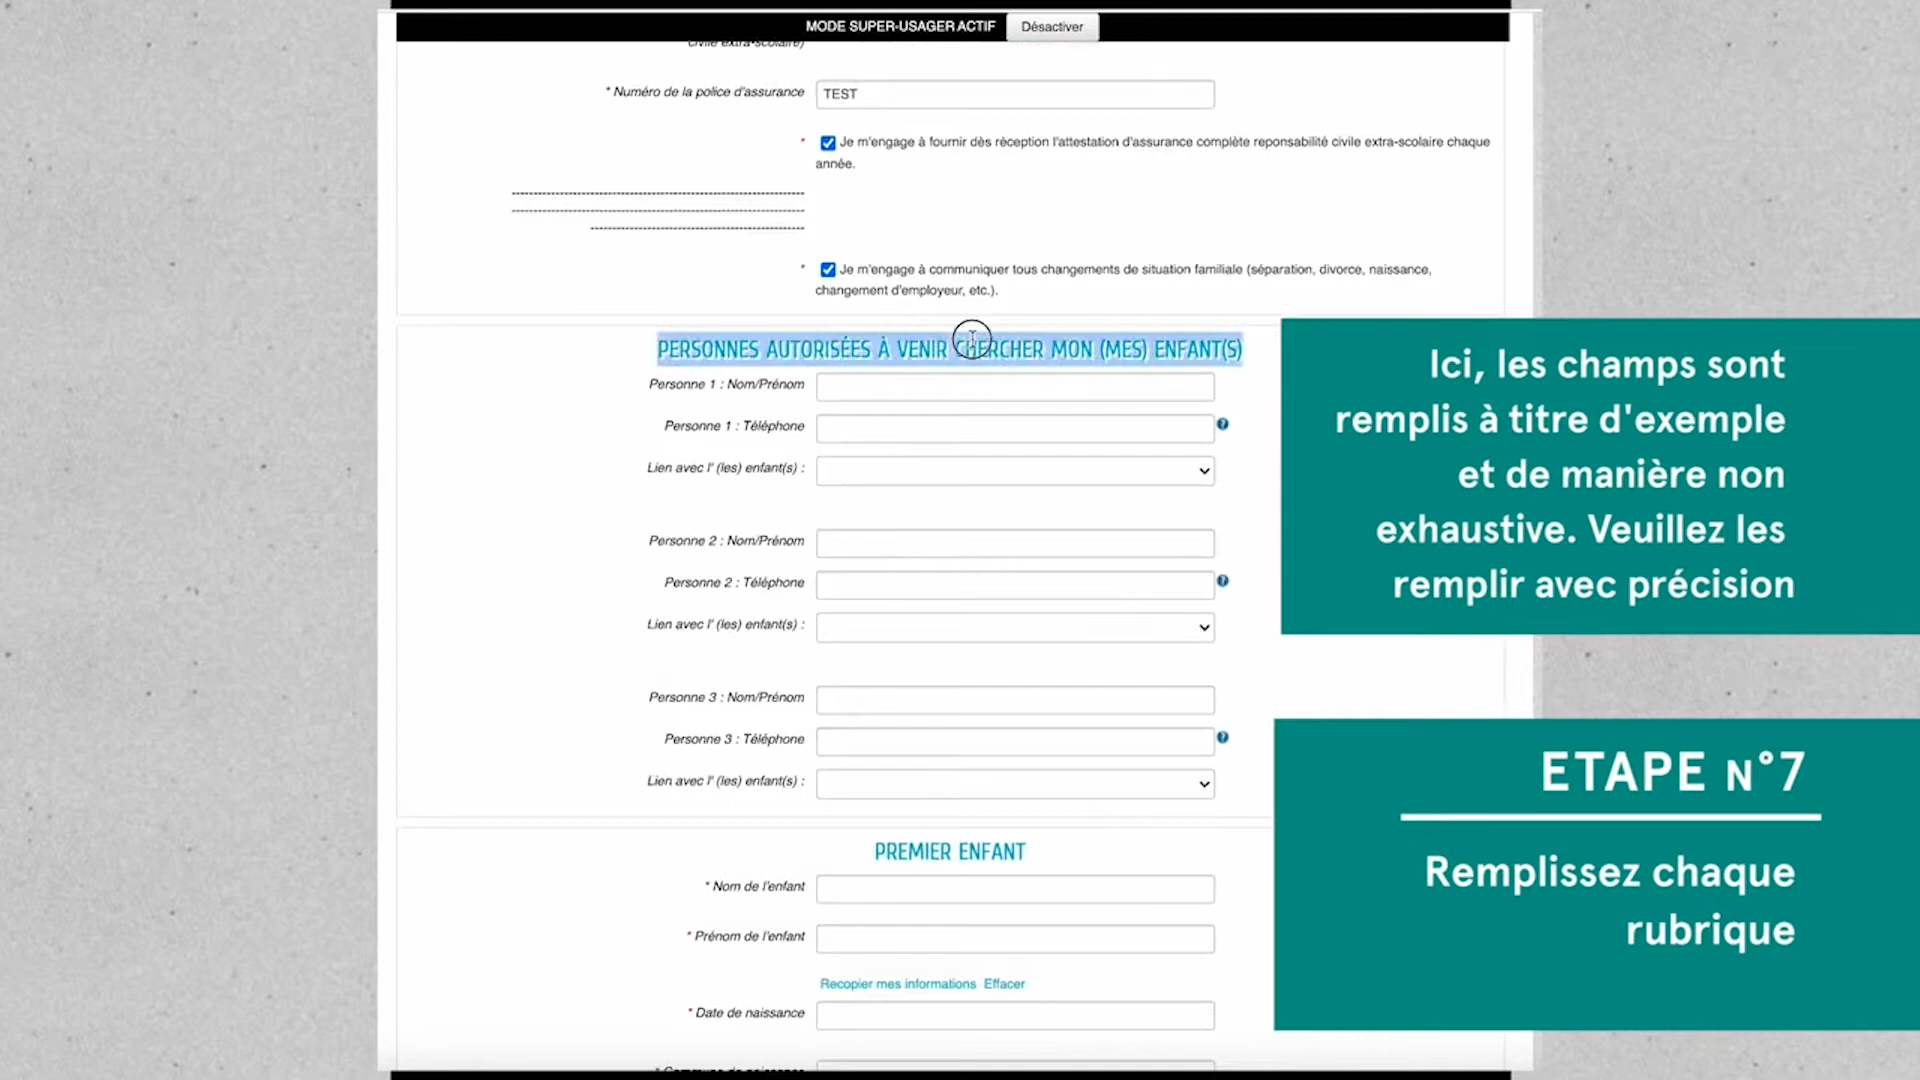 MODE SUPER-USAGER ACTIF Désactiver
civile extra-scolaire)
* Numéro de la police d'assurance TEST
* Je m'engage à fournir dès réception l'attestation d'assurance complète reponsabilité civile extra-scolaire chaque
année.
* Je m'engage à communiquer tous changements de situation familiale (séparation, divorce, naissance,
changement d'employeur, etc.).
PERSONNES AUTORISÉES À VENIR CHERCHER MON (MES) ENFANT(S)
Personne 1 : Nom/Prénom
Personne 1 : Téléphone
Lien avec l' (les) enfant(s) :
Personne 2 : Nom/Prénom
Personne 2 : Téléphone
Lien avec l' (les) enfant(s) :
Personne 3 : Nom/Prénom
Personne 3 : Téléphone
Lien avec l' (les) enfant(s) :
PREMIER ENFANT
* Nom de l'enfant
* Prénom de l'enfant
Recopier mes informations Effacer
* Date de naissance
* Commune de naissance
Ici, les champs sont
remplis à titre d'exemple
et de manière non
exhaustive. Veuillez les
remplir avec précision
ETAPE N°7
Remplissez chaque
rubrique